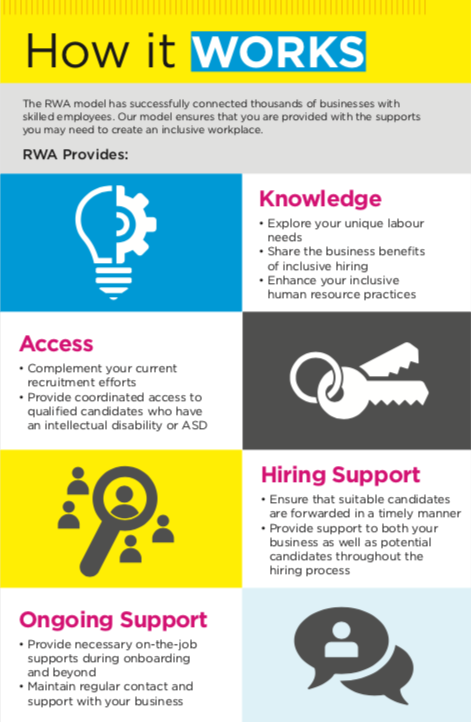 How it WORKS
The RWA model has successfully connected thousands of businesses with
skilled employees. Our model ensures that you are provided with the supports
you may need to create an inclusive workplace.
RWA Provides:
Knowledge
• Explore your unique labour
needs
• Share the business benefits
of inclusive hiring
• Enhance your inclusive
human resource practices
Access
• Complement your current
recruitment efforts
• Provide coordinated access to
qualified candidates who have
an intellectual disability or ASD
Hiring Support
• Ensure that suitable candidates
are forwarded in a timely manner
• Provide support to both your
business as well as potential
candidates throughout the
hiring process
Ongoing Support
• Provide necessary on-the-job
supports during onboarding
and beyond
• Maintain regular contact and
support with your business